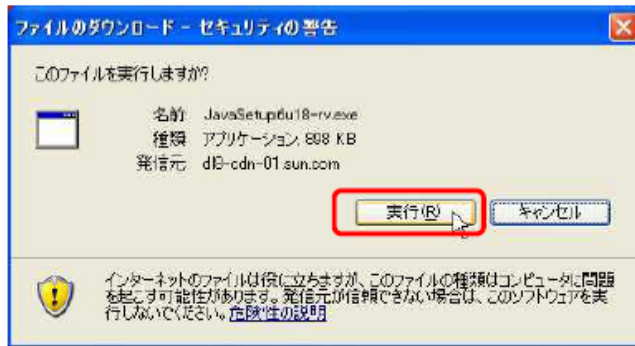 ファイルのダウンロード - セキュリティの警告
このファイルを実行しますか?
名前 JavaSetup6u18-rv.exe
種類 アプリケーション, 898 KB
発信元 dl8-cdn-01.sun.com
実行(R) キャンセル
インターネットのファイルは役に立ちますが、このファイルの種類はコンピュータに問題
を起こす可能性があります。発信元が信頼できない場合は、このソフトウェアを実
行しないでください。危険性の説明